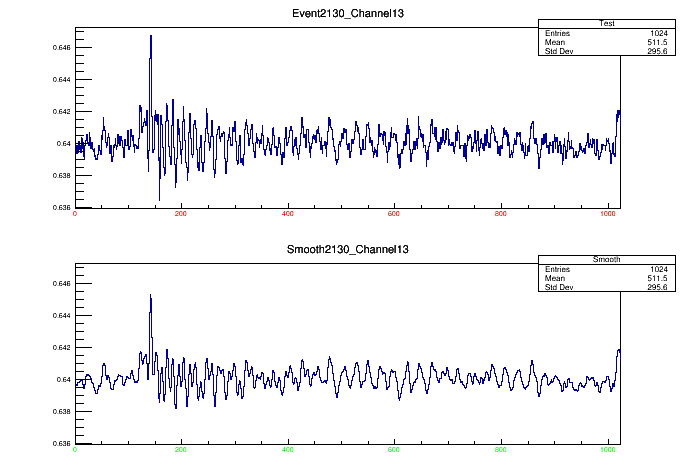 Event2130_Channel13
Test
Entries 1024
Mean 511.5
Std Dev 295.6
0.646
0.644
0.642
0.64
0.638
0.636
0 200 400 600 800 1000
Smooth2130_Channel13
Smooth
Entries 1024
Mean 511.5
Std Dev 295.6
0.646
0.644
0.642
0.64
0.638
0.636
0 200 400 600 800 1000